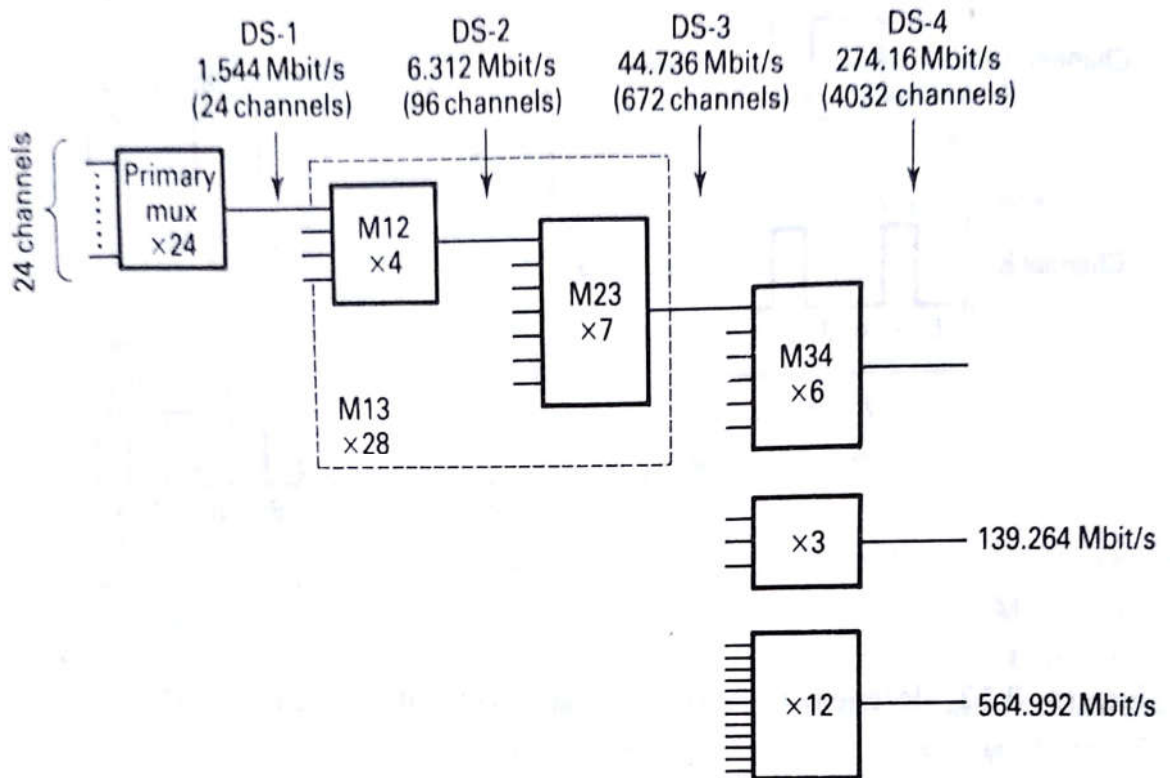 DS-1
1.544 Mbit/s
(24 channels)
DS-2
6.312 Mbit/s
(96 channels)
DS-3
44.736 Mbit/s
(672 channels)
DS-4
274.16 Mbit/s
(4032 channels)
24 channels
Primary
mux
×24
M12
×4
M23
×7
M13
×28
M34
×6
×3
139.264 Mbit/s
×12
564.992 Mbit/s